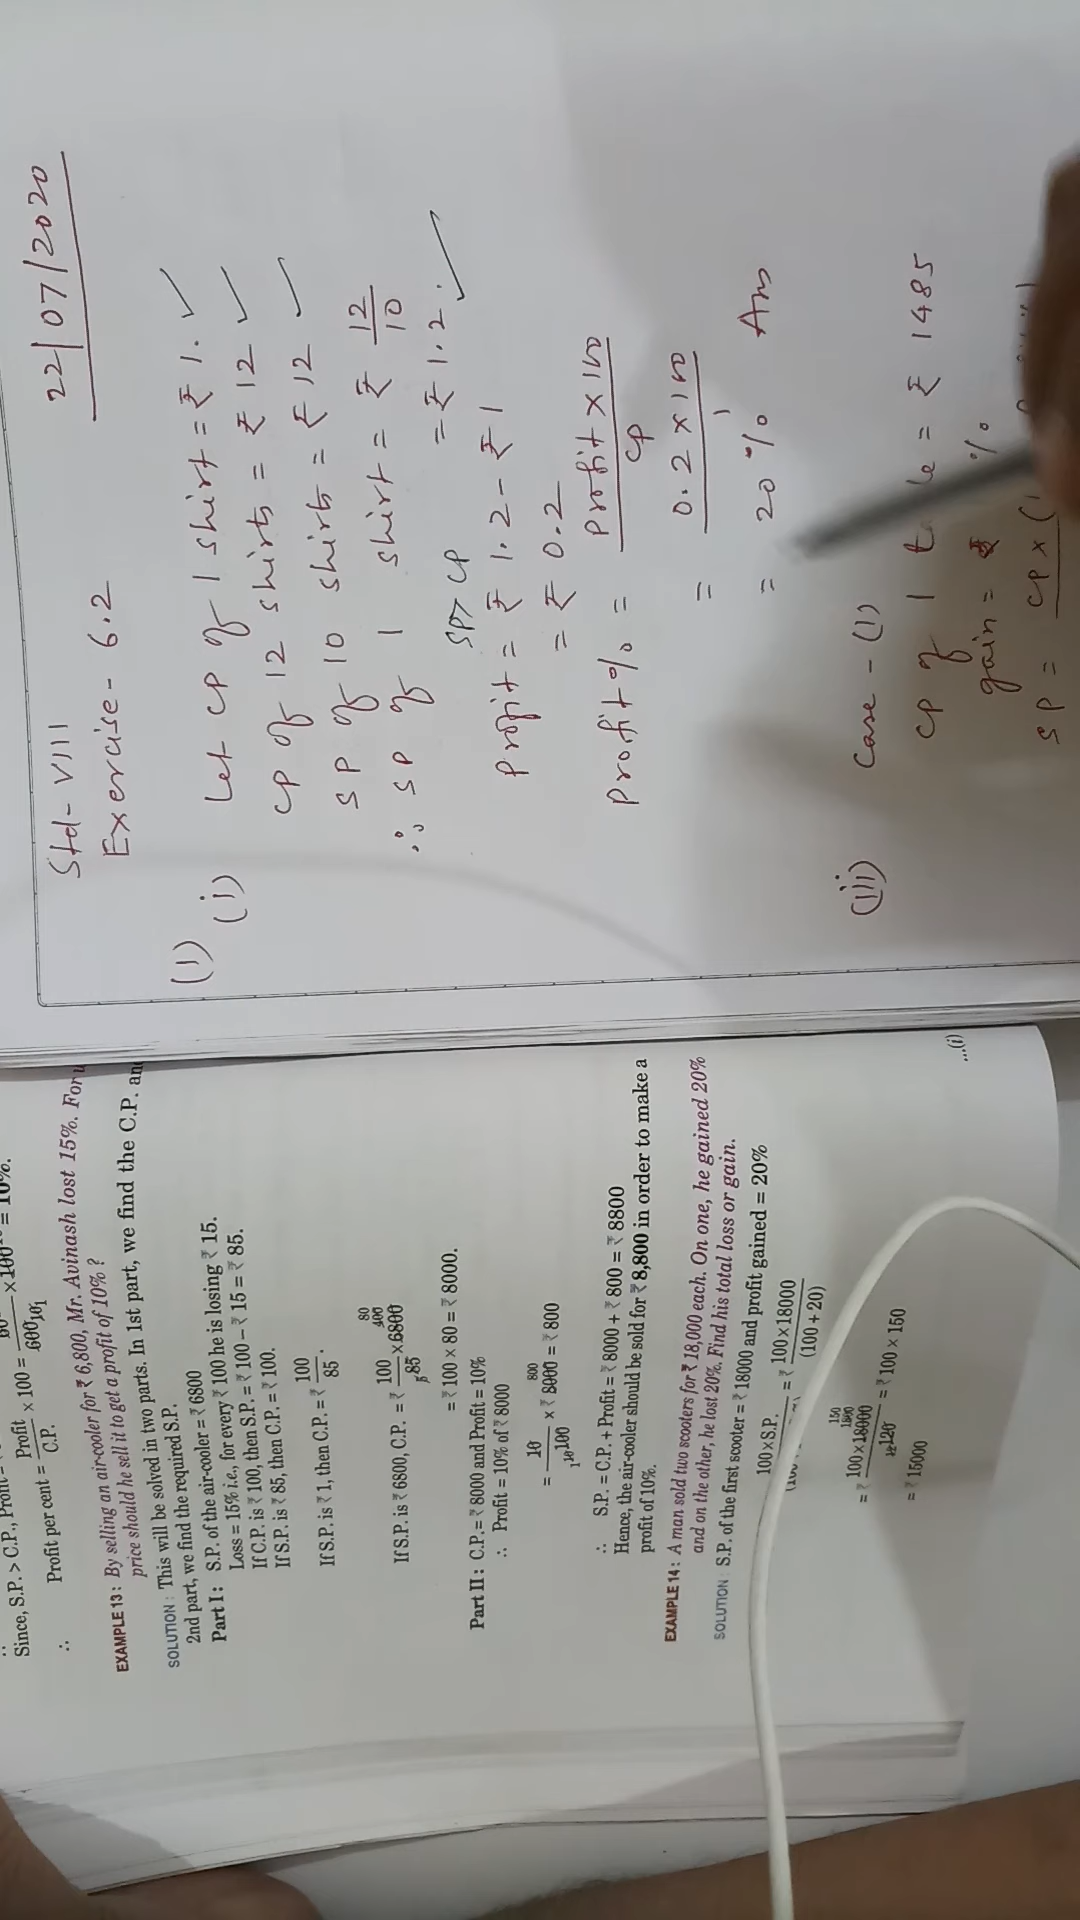 Since, S.P. > C.P., Profit =
∴ Profit per cent = Profit/C.P. × 100 = × 100 = 10%.
EXAMPLE 13 : By selling an air-cooler for ₹ 6,800, Mr. Avinash lost 15%. For
price should he sell it to get a profit of 10% ?
SOLUTION : This will be solved in two parts. In 1st part, we find the C.P. and
2nd part, we find the required S.P.
Part I : S.P. of the air-cooler = ₹ 6800
Loss = 15% i.e., for every ₹ 100 he is losing ₹ 15.
If C.P. is ₹ 100, then S.P. = ₹ 100 – ₹ 15 = ₹ 85.
If S.P. is ₹ 85, then C.P. = ₹ 100.
If S.P. is ₹ 1, then C.P. = ₹ 100/85 .
If S.P. is ₹ 6800, C.P. = ₹ 100/85 × 6800
= ₹ 100 × 80 = ₹ 8000.
Part II : C.P. = ₹ 8000 and Profit = 10%
∴ Profit = 10% of ₹ 8000
= 10/100 × ₹ 8000 = ₹ 800
∴ S.P. = C.P. + Profit = ₹ 8000 + ₹ 800 = ₹ 8800
Hence, the air-cooler should be sold for ₹ 8,800 in order to make a
profit of 10%.
EXAMPLE 14 : A man sold two scooters for ₹ 18,000 each. On one, he gained 20%
and on the other, he lost 20%. Find his total loss or gain.
SOLUTION : S.P. of the first scooter = ₹ 18000 and profit gained = 20%
100 × S.P. = ₹ 100 × 18000/(100 + 20)
= ₹ 100 × 18000/120 = ₹ 100 × 150
= ₹ 15000 ...(i)
Std- VIII 22/07/2020
Exercise - 6.2
(1)
(i) Let CP of 1 shirt = ₹ 1. ✓
CP of 12 shirts = ₹ 12 ✓
SP of 10 shirts = ₹ 12 ✓
∴ SP of 1 shirt = ₹ 12/10
= ₹ 1.2. ✓
SP > CP
Profit = ₹ 1.2 - ₹ 1
= ₹ 0.2
Profit % = Profit × 100/CP
= 0.2 × 100/1
= 20 % Ans
(iii) Case - (1)
CP of 1 = ₹ 1485
gain = %
SP = CP × (